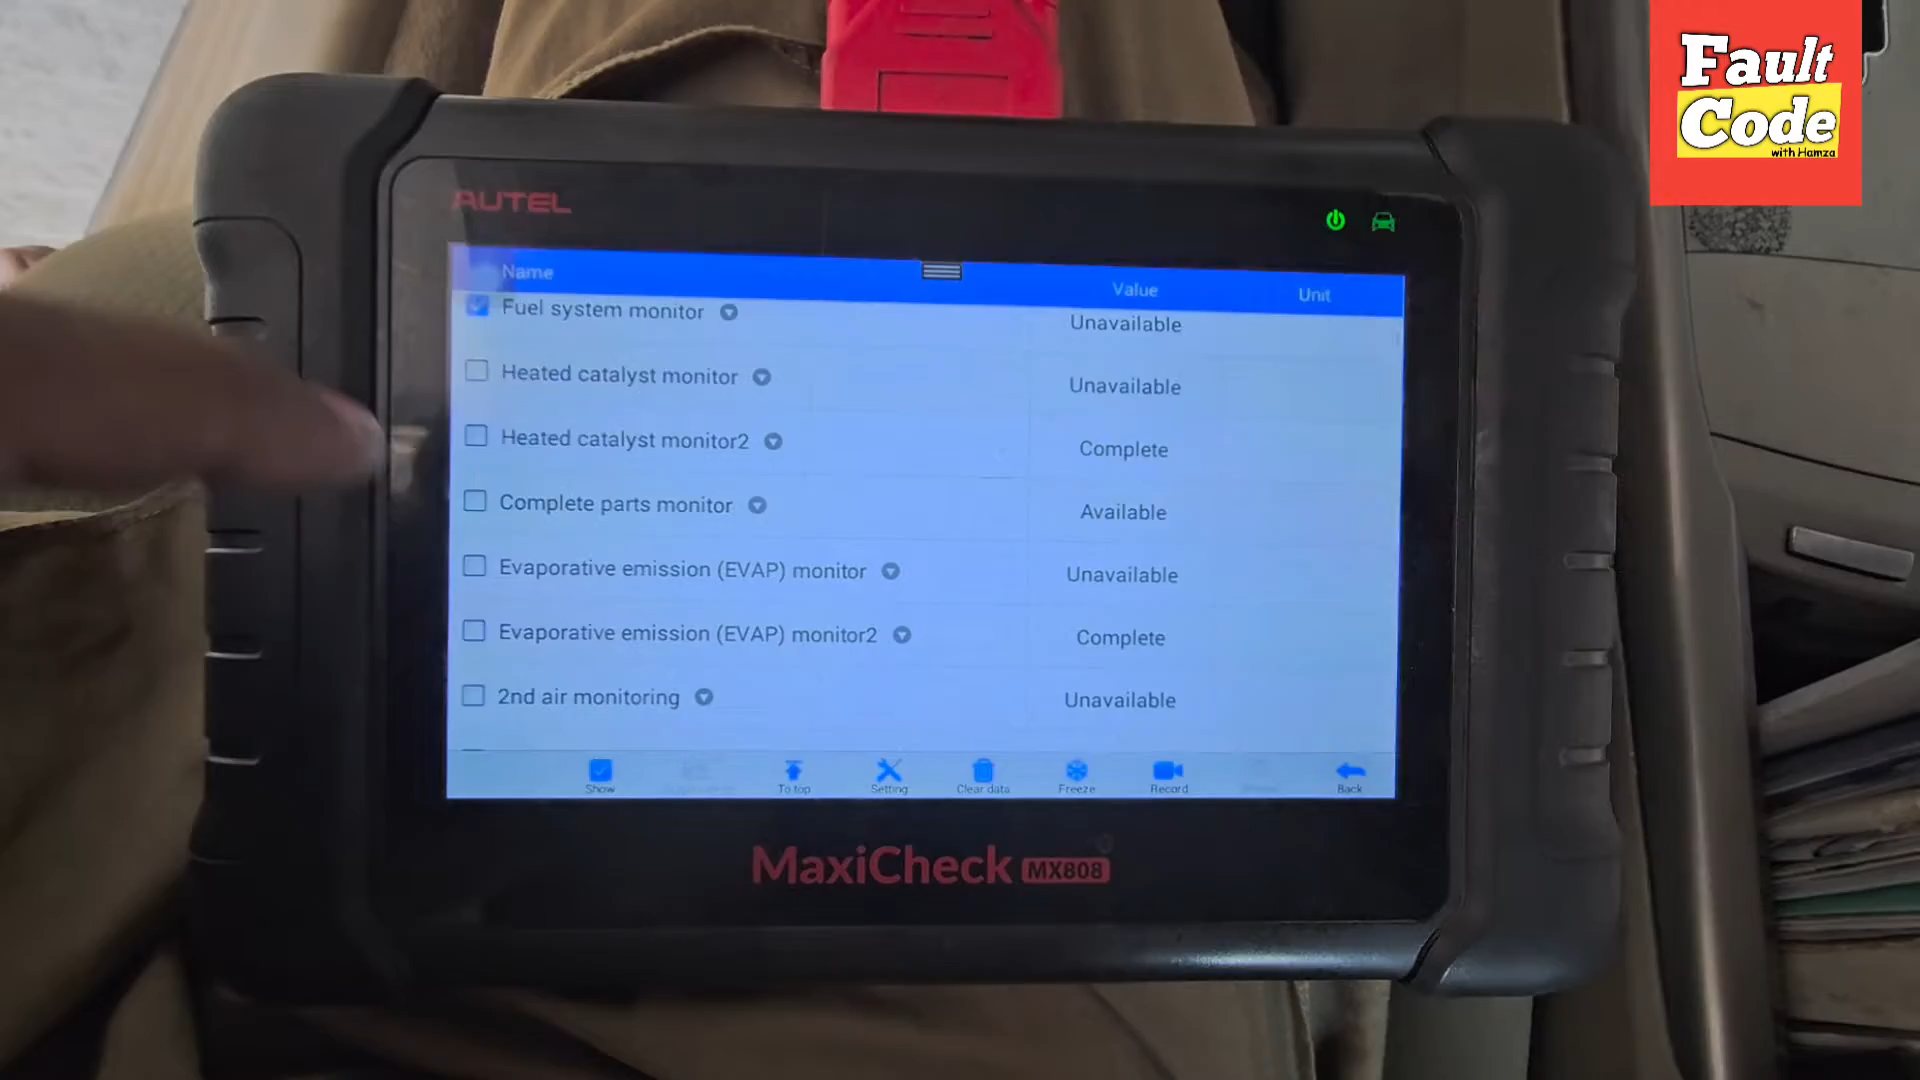 Fault
Code
with Hamza
AUTEL
Name Value Unit
Fuel system monitor Unavailable
Heated catalyst monitor Unavailable
Heated catalyst monitor2 Complete
Complete parts monitor Available
Evaporative emission (EVAP) monitor Unavailable
Evaporative emission (EVAP) monitor2 Complete
2nd air monitoring Unavailable
Show To top Setting Clear data Freeze Record Back
MaxiCheck MX808